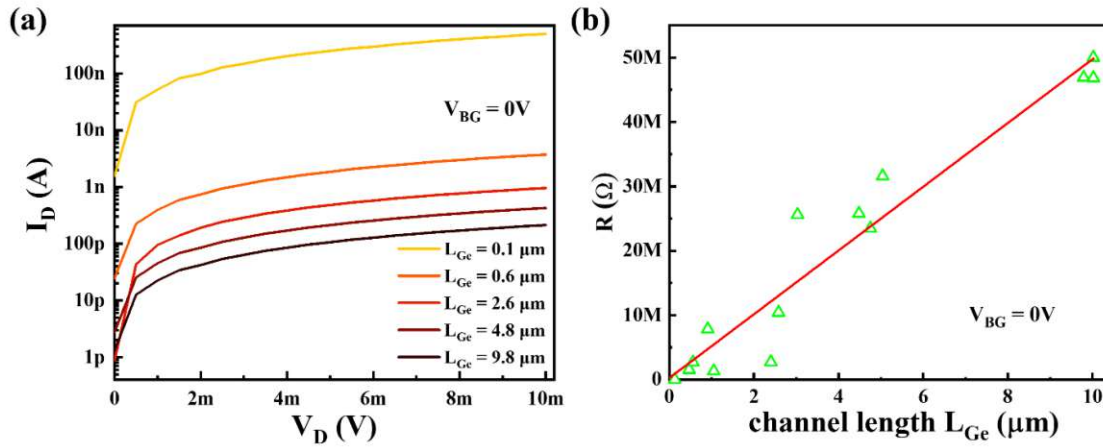 (a)
100n
10n
1n
100p
10p
1p
I_D (A)
V_BG = 0V
L_Ge = 0.1 μm
L_Ge = 0.6 μm
L_Ge = 2.6 μm
L_Ge = 4.8 μm
L_Ge = 9.8 μm
0 2m 4m 6m 8m 10m
V_D (V)
(b)
50M
40M
30M
20M
10M
0
R (Ω)
V_BG = 0V
0 2 4 6 8 10
channel length L_Ge (μm)